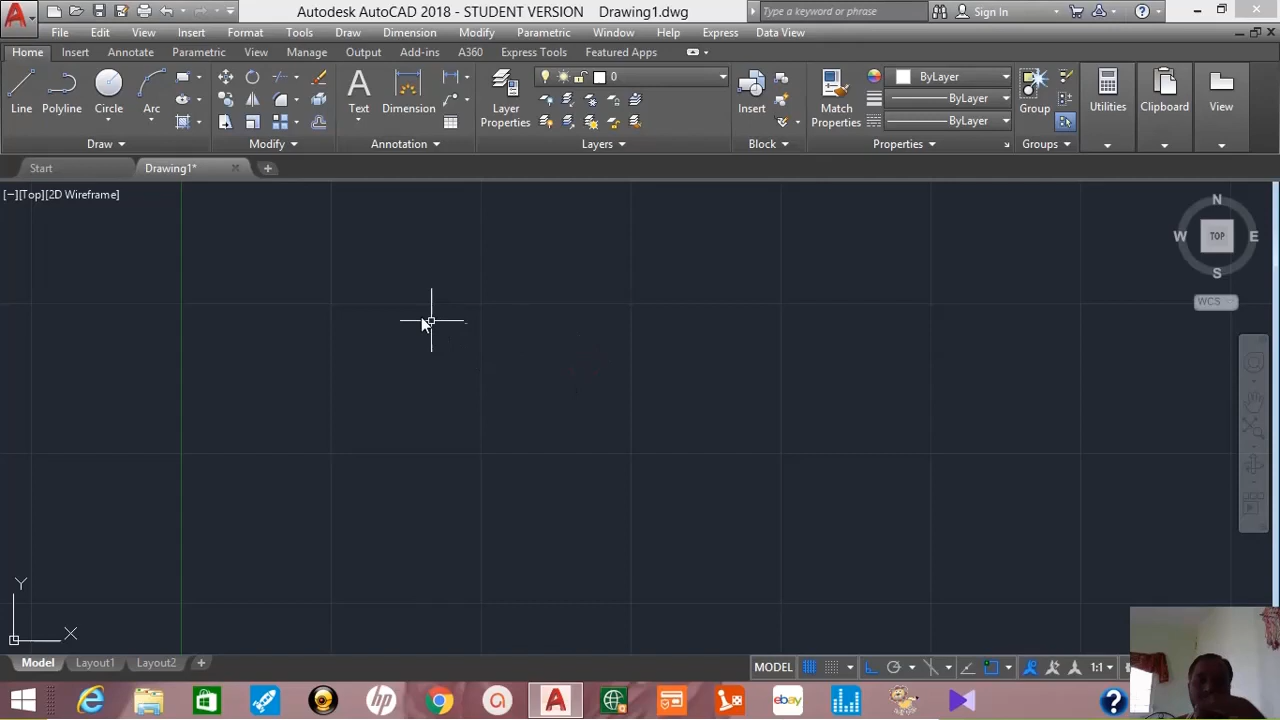 Autodesk AutoCAD 2018 - STUDENT VERSION Drawing1.dwg
Type a keyword or phrase
Sign In
File Edit View Insert Format Tools Draw Dimension Modify Parametric Window Help Express Data View
Home Insert Annotate Parametric View Manage Output Add-ins A360 Express Tools Featured Apps
0
ByLayer
ByLayer
ByLayer
Line Polyline Circle Arc Text Dimension Layer Properties Insert Match Properties Group Utilities Clipboard View
Draw Modify Annotation Layers Block Properties Groups
Start Drawing1*
[−][Top][2D Wireframe]
N
W TOP E
S
WCS
Y
X
Model Layout1 Layout2
MODEL 1:1
hp
ebay